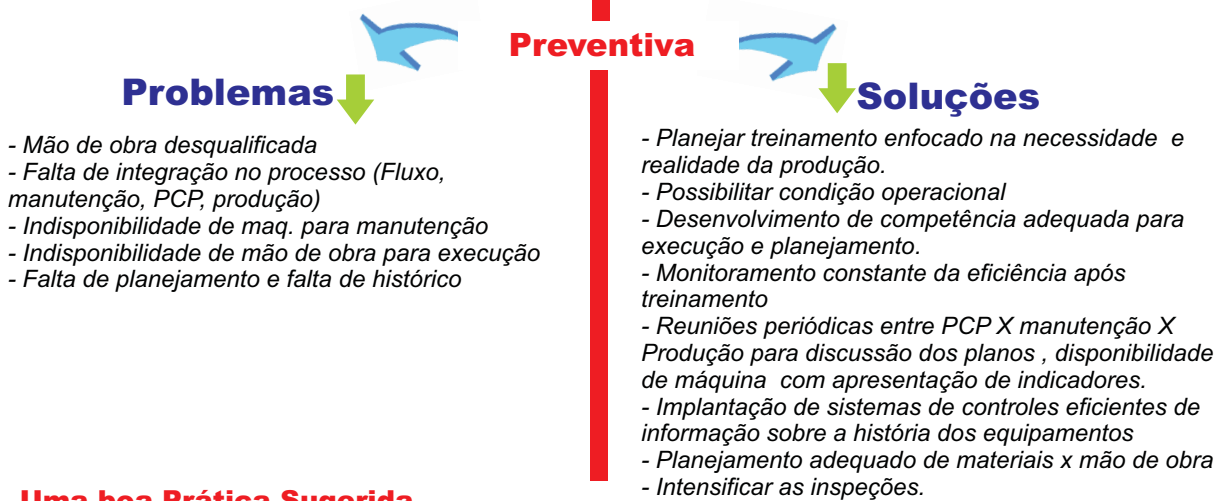 Preventiva
Problemas
- Mão de obra desqualificada
- Falta de integração no processo (Fluxo,
manutenção, PCP, produção)
- Indisponibilidade de maq. para manutenção
- Indisponibilidade de mão de obra para execução
- Falta de planejamento e falta de histórico
Soluções
- Planejar treinamento enfocado na necessidade e
realidade da produção.
- Possibilitar condição operacional
- Desenvolvimento de competência adequada para
execução e planejamento.
- Monitoramento constante da eficiência após
treinamento
- Reuniões periódicas entre PCP X manutenção X
Produção para discussão dos planos , disponibilidade
de máquina com apresentação de indicadores.
- Implantação de sistemas de controles eficientes de
informação sobre a história dos equipamentos
- Planejamento adequado de materiais x mão de obra
- Intensificar as inspeções.
Uma boa Prática Sugerida